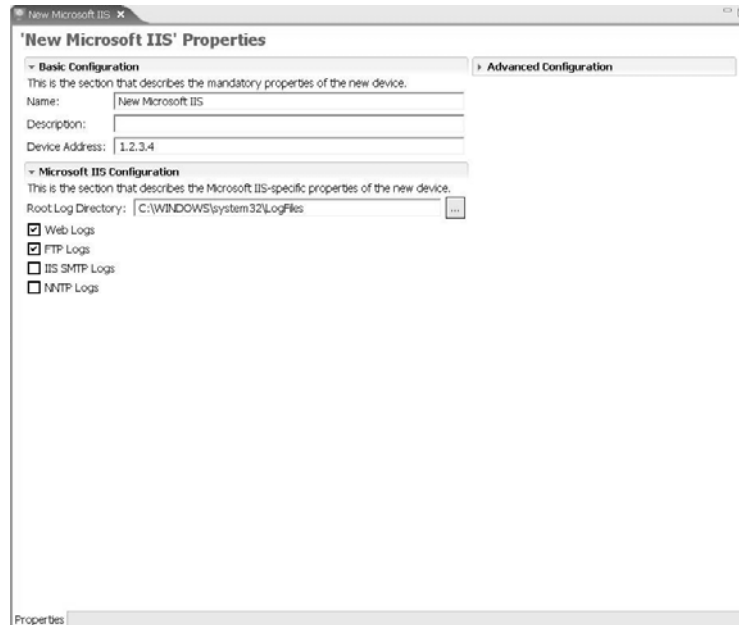 New Microsoft IIS
'New Microsoft IIS' Properties
Basic Configuration
This is the section that describes the mandatory properties of the new device.
Name: New Microsoft IIS
Description:
Device Address: 1.2.3.4
Microsoft IIS Configuration
This is the section that describes the Microsoft IIS-specific properties of the new device.
Root Log Directory: C:\WINDOWS\system32\LogFiles ...
Web Logs
FTP Logs
IIS SMTP Logs
NNTP Logs
Advanced Configuration
Properties